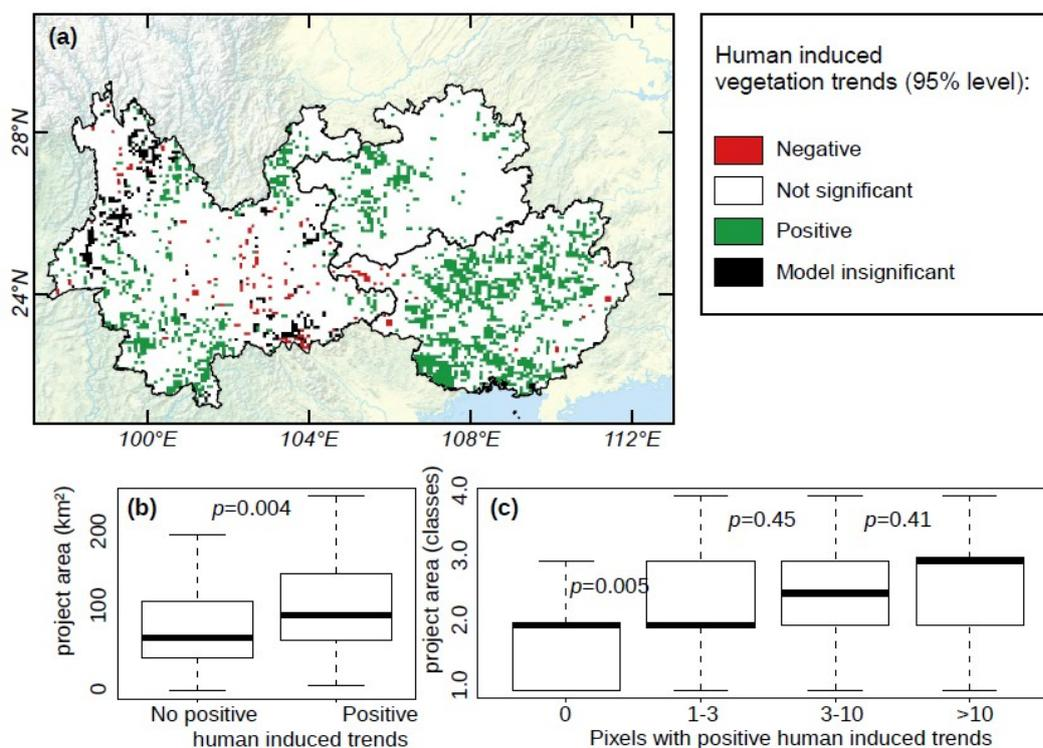 (a)
28°N
24°N
100°E
104°E
108°E
112°E
Human induced
vegetation trends (95% level):
Negative
Not significant
Positive
Model insignificant
(b)
p=0.004
project area (km²)
200
100
0
No positive
Positive
human induced trends
(c)
p=0.005
p=0.45
p=0.41
project area (classes)
4.0
3.0
2.0
1.0
0
1-3
3-10
>10
Pixels with positive human induced trends